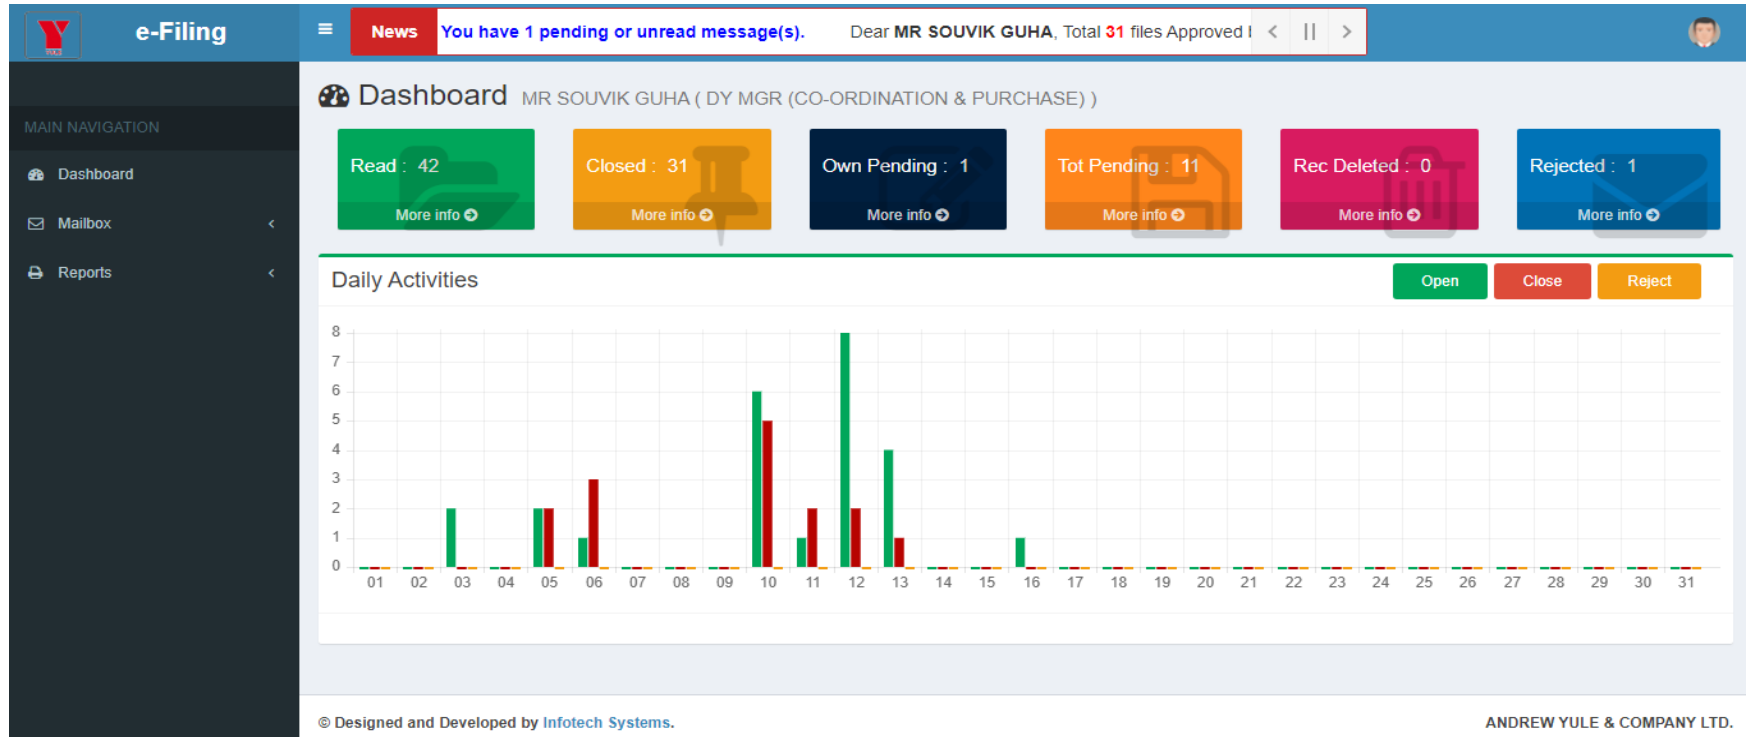 e-Filing
News You have 1 pending or unread message(s). Dear MR SOUVIK GUHA, Total 31 files Approved
Dashboard MR SOUVIK GUHA ( DY MGR (CO-ORDINATION & PURCHASE) )
MAIN NAVIGATION
Dashboard
Mailbox
Reports
Read : 42
More info
Closed : 31
More info
Own Pending : 1
More info
Tot Pending : 11
More info
Rec Deleted : 0
More info
Rejected : 1
More info
Daily Activities
Open Close Reject
8
7
6
5
4
3
2
1
0
01 02 03 04 05 06 07 08 09 10 11 12 13 14 15 16 17 18 19 20 21 22 23 24 25 26 27 28 29 30 31
© Designed and Developed by Infotech Systems. ANDREW YULE & COMPANY LTD.